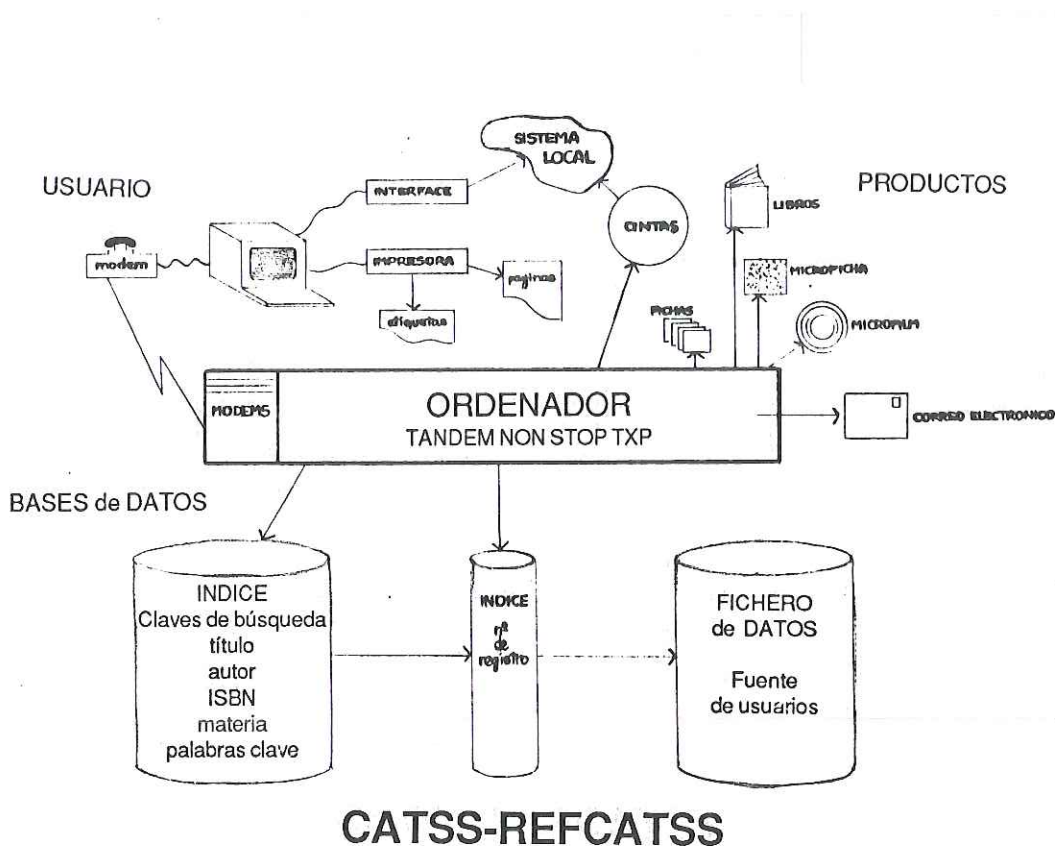 USUARIO
PRODUCTOS
SISTEMA
LOCAL
INTERFACE
CINTAS
LIBROS
modem
IMPRESORA
paginas
MICROFICHA
etiquetas
FICHAS
MICROFILM
MODEMS
ORDENADOR
TANDEM NON STOP TXP
CORREO ELECTRONICO
BASES de DATOS
INDICE
Claves de búsqueda
título
autor
ISBN
materia
palabras clave
INDICE
nº
de
registro
FICHERO
de DATOS
Fuente
de usuarios
CATSS-REFCATSS